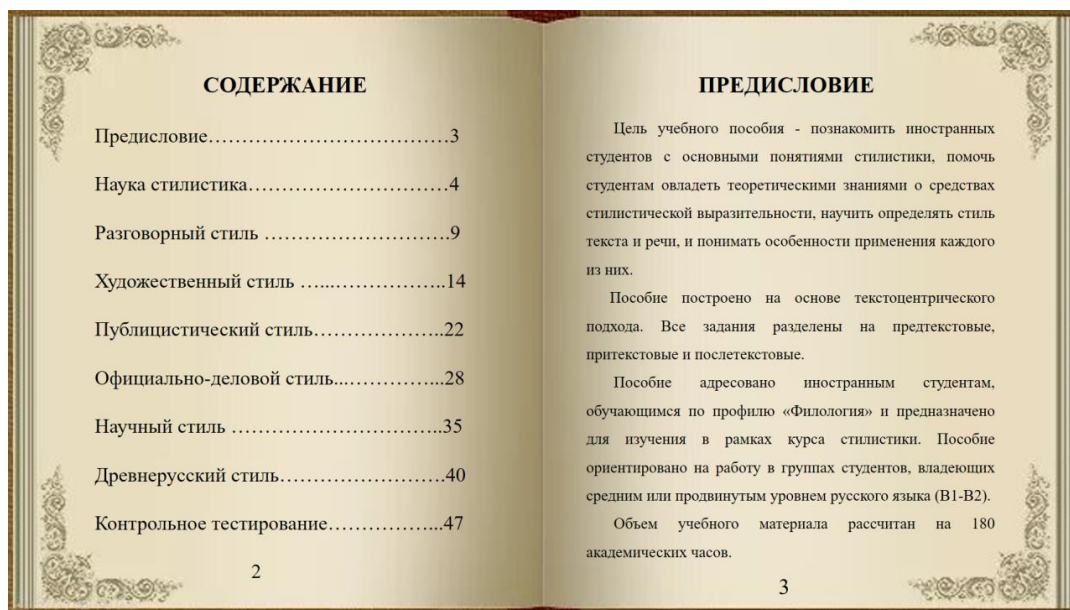 СОДЕРЖАНИЕ
Предисловие………………………………3
Наука стилистика…………………………4
Разговорный стиль ……………………….9
Художественный стиль …...……………..14
Публицистический стиль………………..22
Официально-деловой стиль...…………...28
Научный стиль ………………………….35
Древнерусский стиль…………………….40
Контрольное тестирование……………...47
2
ПРЕДИСЛОВИЕ
Цель учебного пособия - познакомить иностранных
студентов с основными понятиями стилистики, помочь
студентам овладеть теоретическими знаниями о средствах
стилистической выразительности, научить определять стиль
текста и речи, и понимать особенности применения каждого
из них.
Пособие построено на основе текстоцентрического
подхода. Все задания разделены на предтекстовые,
притекстовые и послетекстовые.
Пособие адресовано иностранным студентам,
обучающимся по профилю «Филология» и предназначено
для изучения в рамках курса стилистики. Пособие
ориентировано на работу в группах студентов, владеющих
средним или продвинутым уровнем русского языка (В1-В2).
Объем учебного материала рассчитан на 180
академических часов.
3